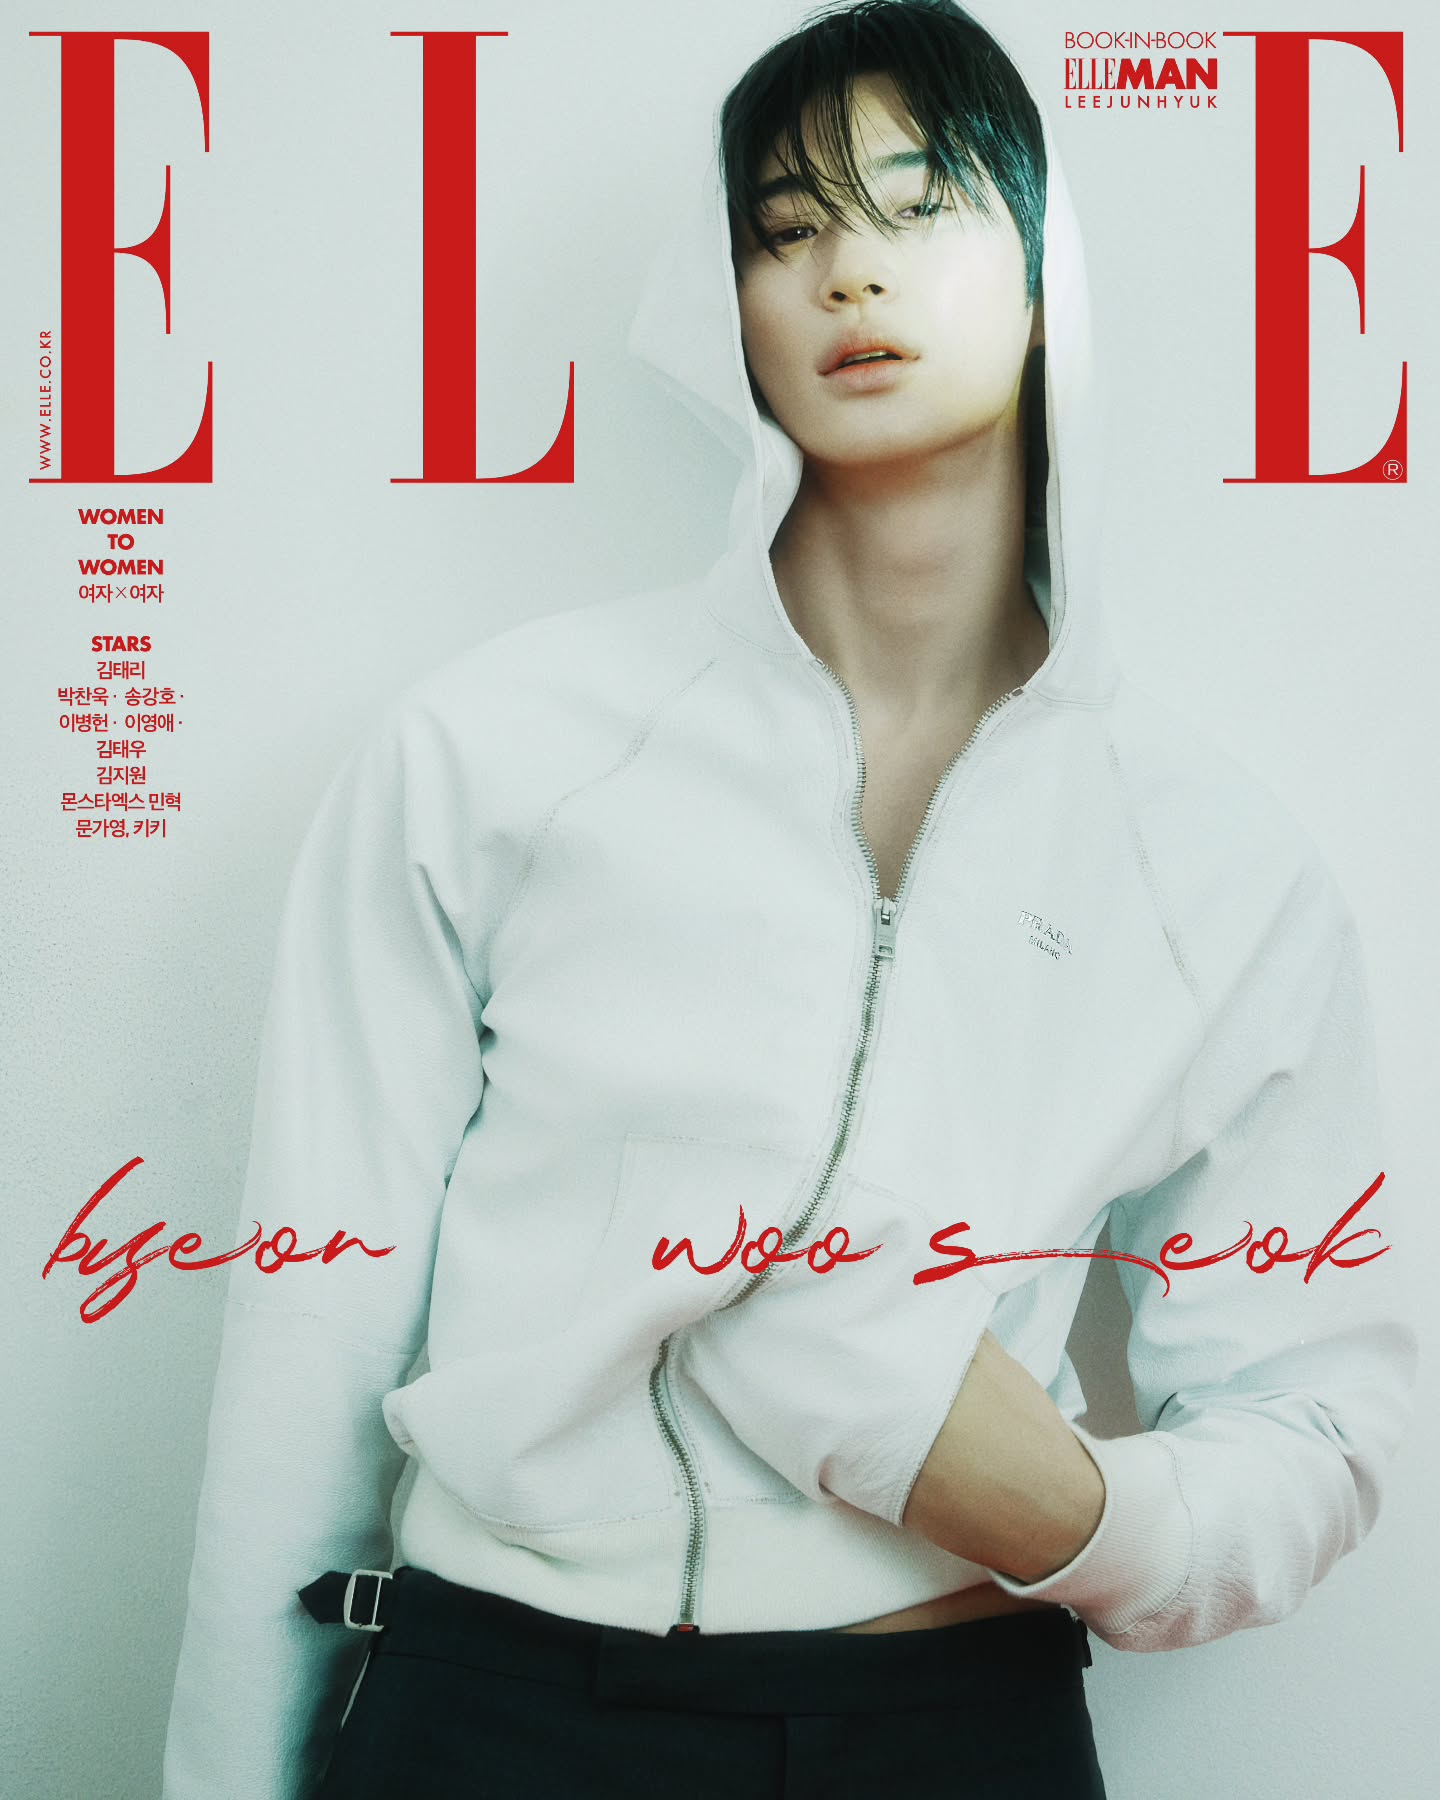 ELLE
BOOK-IN-BOOK
ELLEMAN
LEEJUNHYUK
WWW.ELLE.CO.KR
®
WOMEN
TO
WOMEN
여자×여자
STARS
김태리
박찬욱· 송강호·
이병헌· 이영애·
김태우
김지원
몬스타엑스 민혁
문가영, 키키
PRADA
MILANO
byeon woo seok